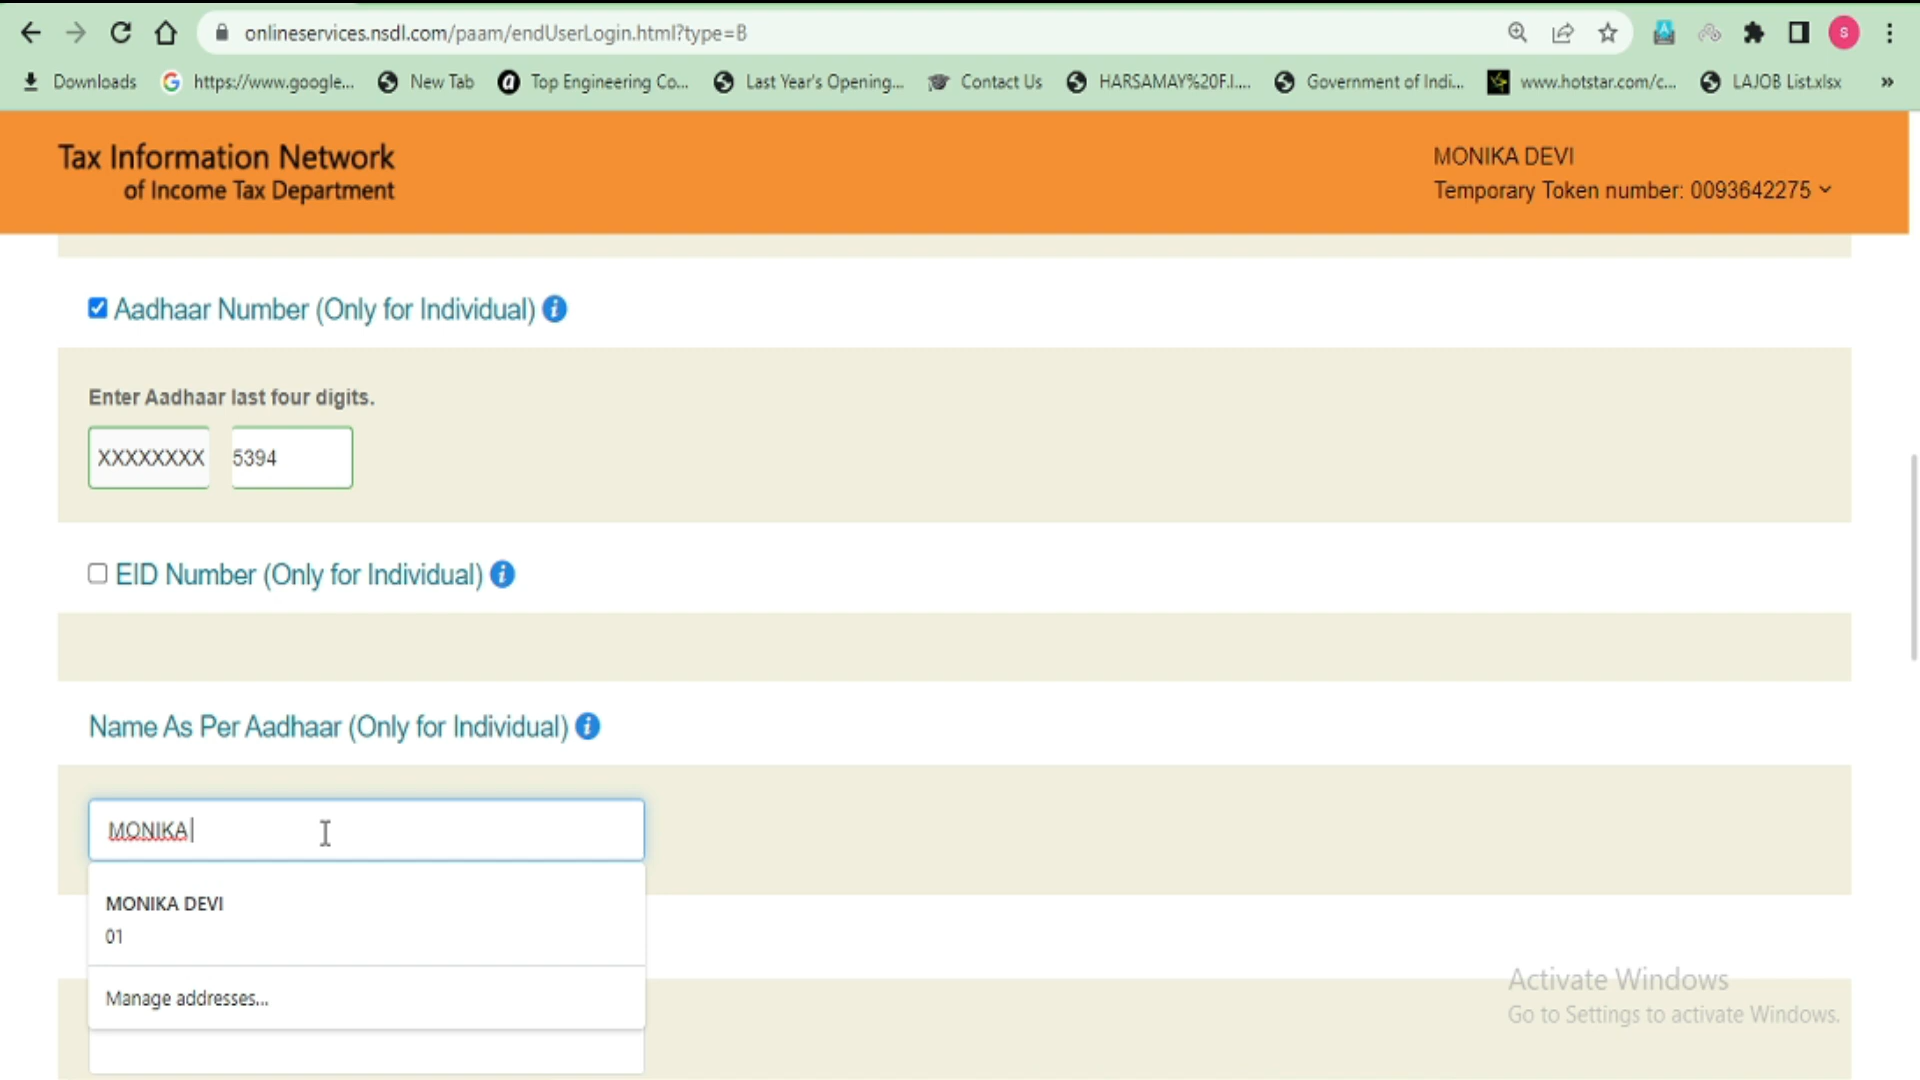 onlineservices.nsdl.com/paam/endUserLogin.html?type=B
S
Downloads https://www.google... New Tab Top Engineering Co... Last Year's Opening... Contact Us HARSAMAY%20F.I.... Government of Indi... www.hotstar.com/c... LAJOB List.xlsx »
Tax Information Network
of Income Tax Department
MONIKA DEVI
Temporary Token number: 0093642275
Aadhaar Number (Only for Individual) i
Enter Aadhaar last four digits.
XXXXXXXX 5394
EID Number (Only for Individual) i
Name As Per Aadhaar (Only for Individual) i
MONIKA
MONIKA DEVI
01
Manage addresses...
Activate Windows
Go to Settings to activate Windows.